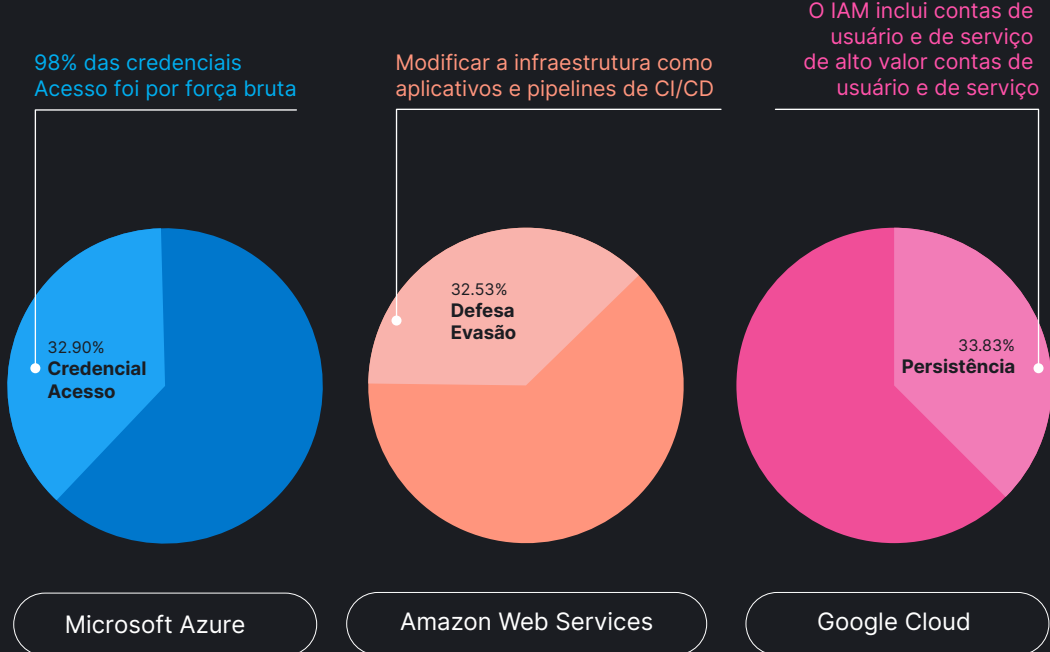 98% das credenciais
Acesso foi por força bruta
Modificar a infraestrutura como
aplicativos e pipelines de CI/CD
O IAM inclui contas de
usuário e de serviço
de alto valor contas de
usuário e de serviço
32.90%
Credencial
Acesso
32.53%
Defesa
Evasão
33.83%
Persistência
Microsoft Azure
Amazon Web Services
Google Cloud